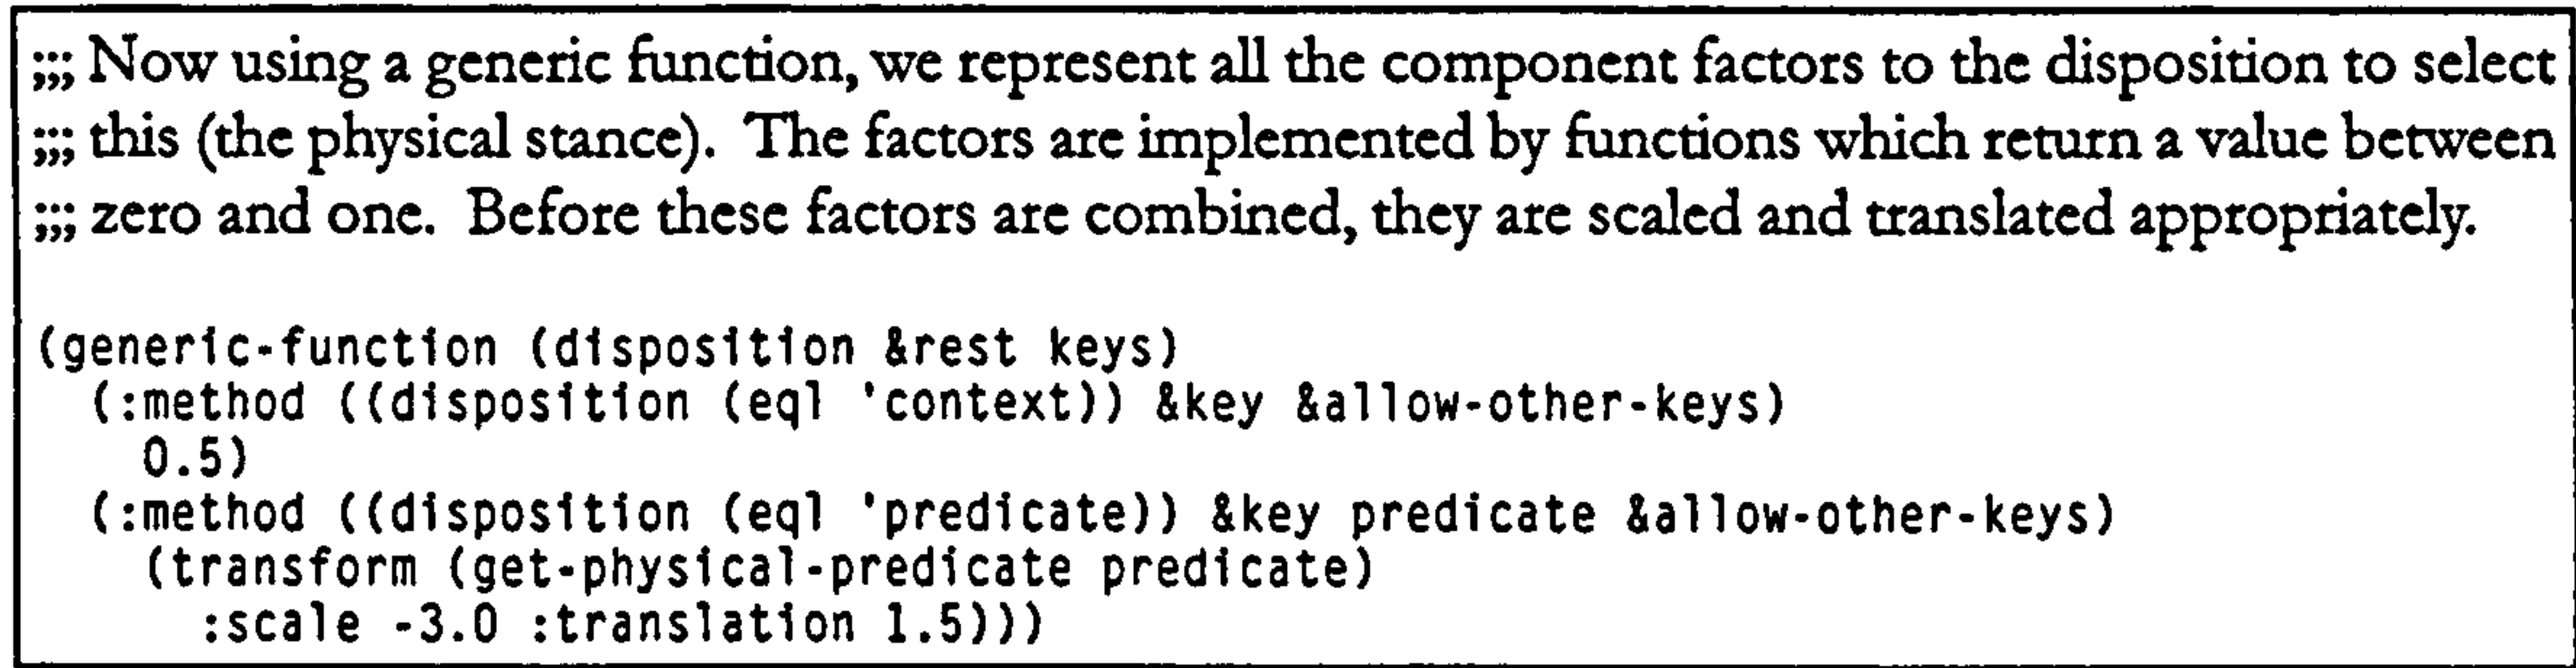 ;;; Now using a generic function, we represent all the component factors to the disposition to select
;;; this (the physical stance).  The factors are implemented by functions which return a value between
;;; zero and one.  Before these factors are combined, they are scaled and translated appropriately.

(generic-function (disposition &rest keys)
  (:method ((disposition (eql 'context)) &key &allow-other-keys)
    0.5)
  (:method ((disposition (eql 'predicate)) &key predicate &allow-other-keys)
    (transform (get-physical-predicate predicate)
      :scale -3.0 :translation 1.5)))